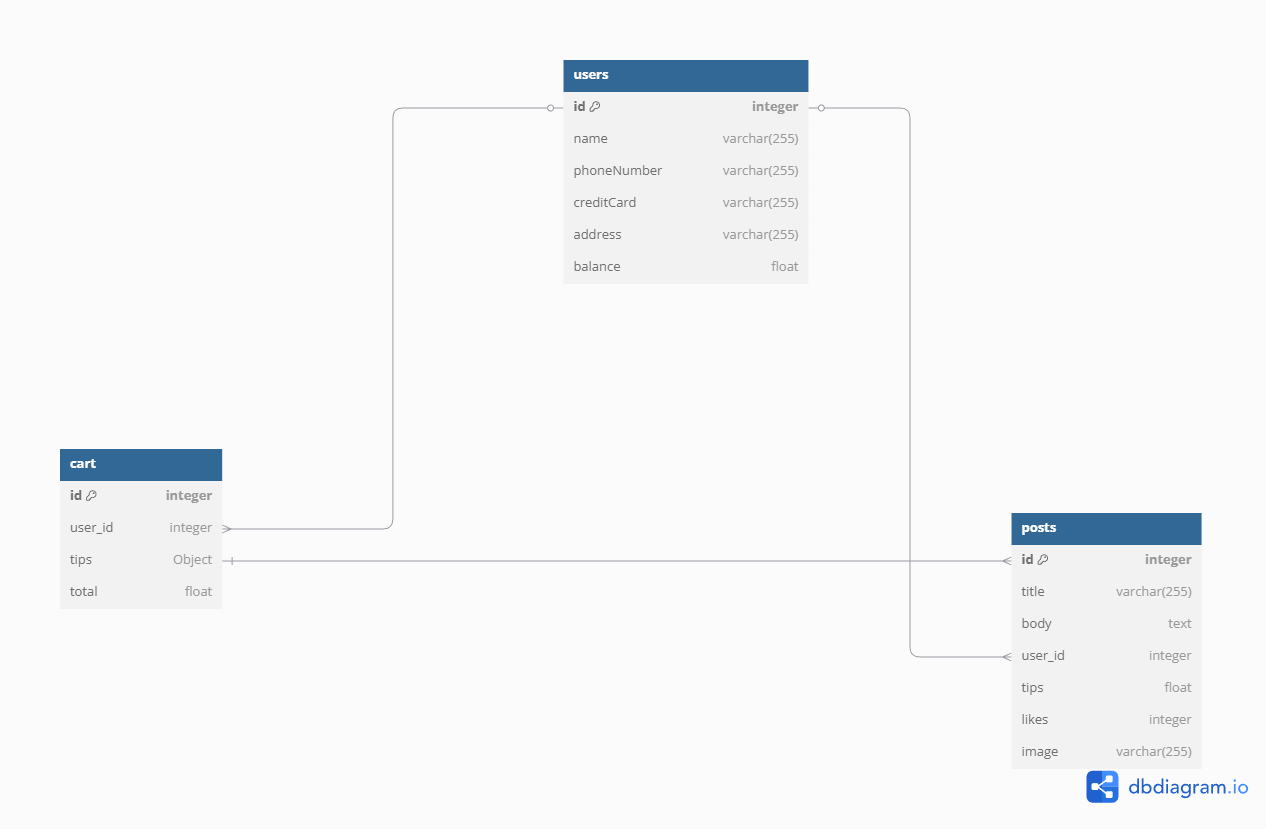 users
id integer
name varchar(255)
phoneNumber varchar(255)
creditCard varchar(255)
address varchar(255)
balance float
cart
id integer
user_id integer
tips Object
total float
posts
id integer
title varchar(255)
body text
user_id integer
tips float
likes integer
image varchar(255)
dbdiagram.io